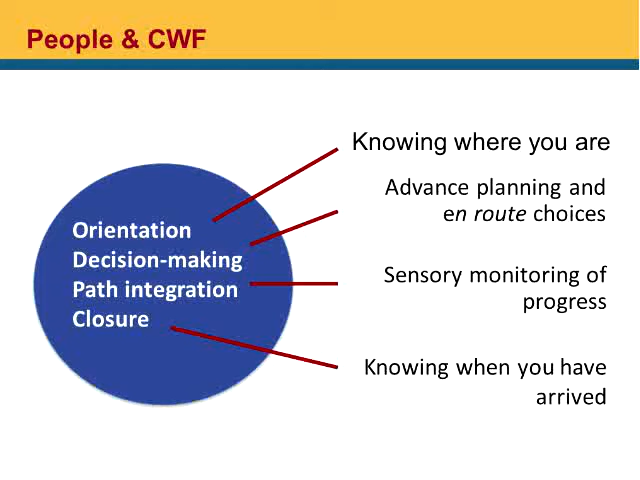 People & CWF
Knowing where you are
Advance planning and
en route choices
Orientation
Decision-making
Path integration
Closure
Sensory monitoring of
progress
Knowing when you have
arrived